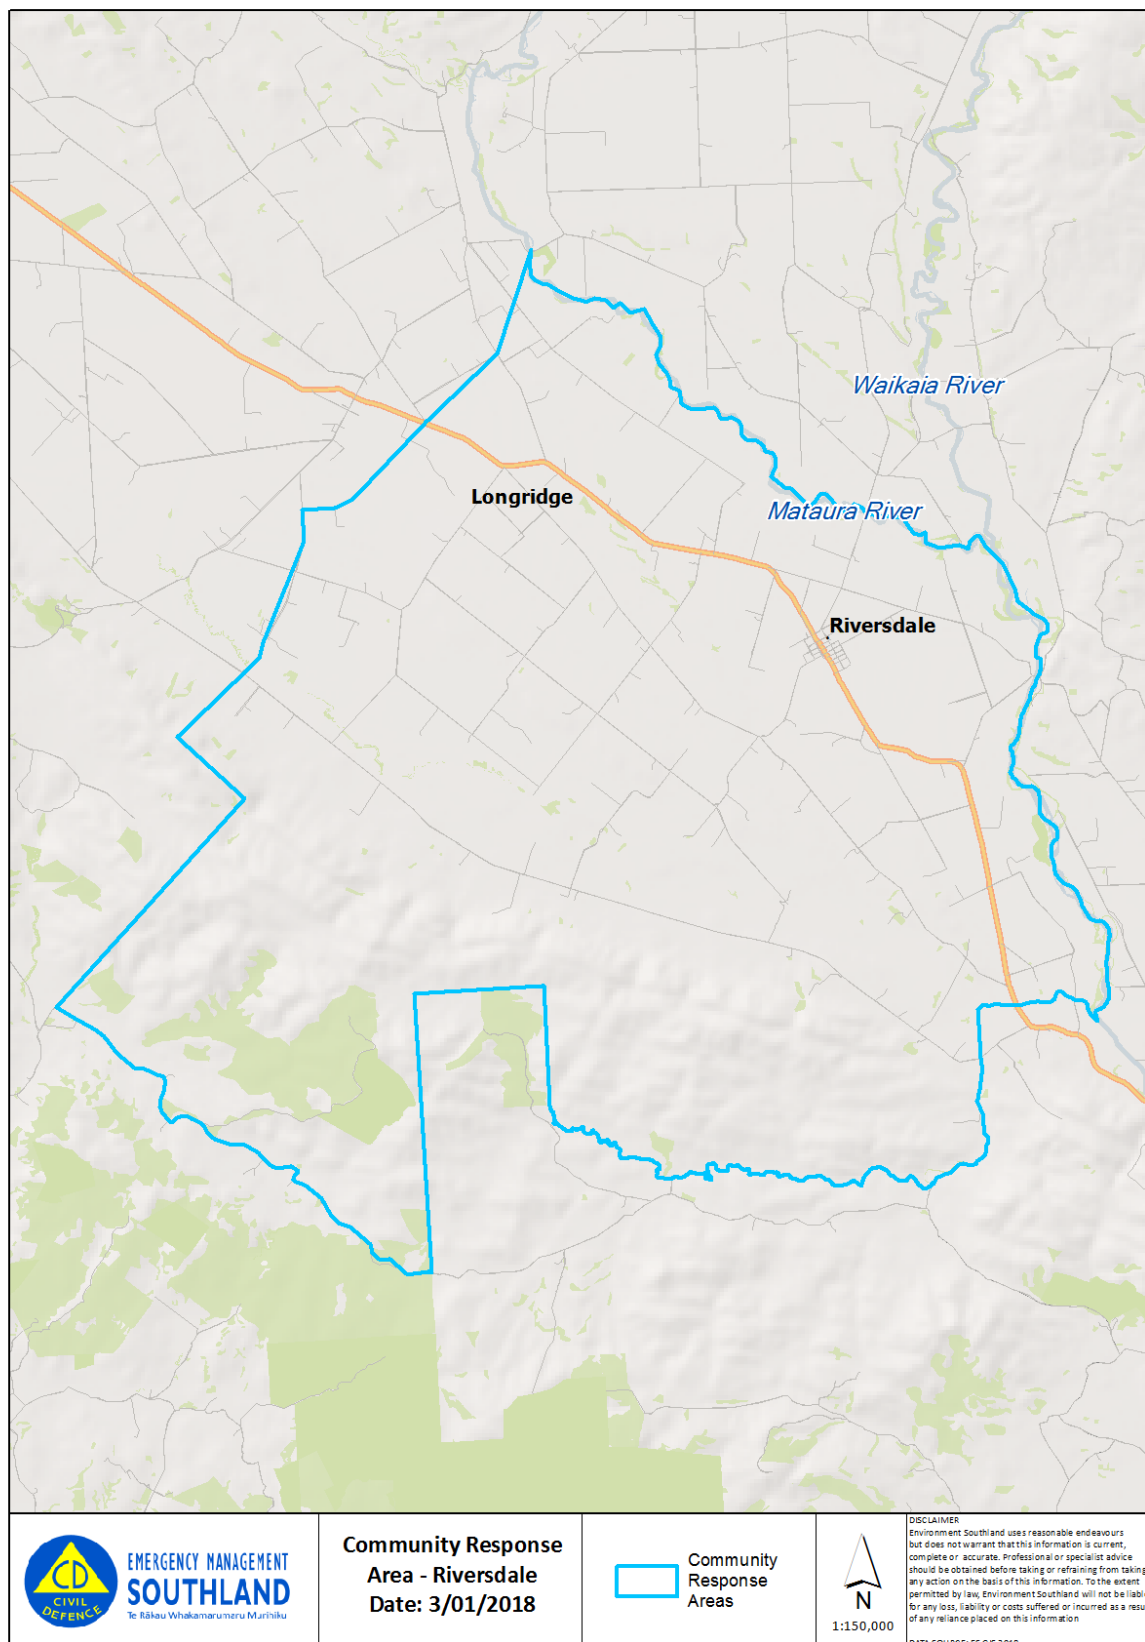 Waikaia River
Longridge
Mataura River
Riversdale
CD
CIVIL
DEFENCE
EMERGENCY MANAGEMENT
SOUTHLAND
Te Rākau Whakamarumaru Murihiku
Community Response
Area - Riversdale
Date: 3/01/2018
Community
Response
Areas
N
1:150,000
DISCLAIMER
Environment Southland uses reasonable endeavours
but does not warrant that this information is current,
complete or accurate. Professional or specialist advice
should be obtained before taking or refraining from taking
any action on the basis of this information. To the extent
permitted by law, Environment Southland will not be liable
for any loss, liability or costs suffered or incurred as a resu
of any reliance placed on this information